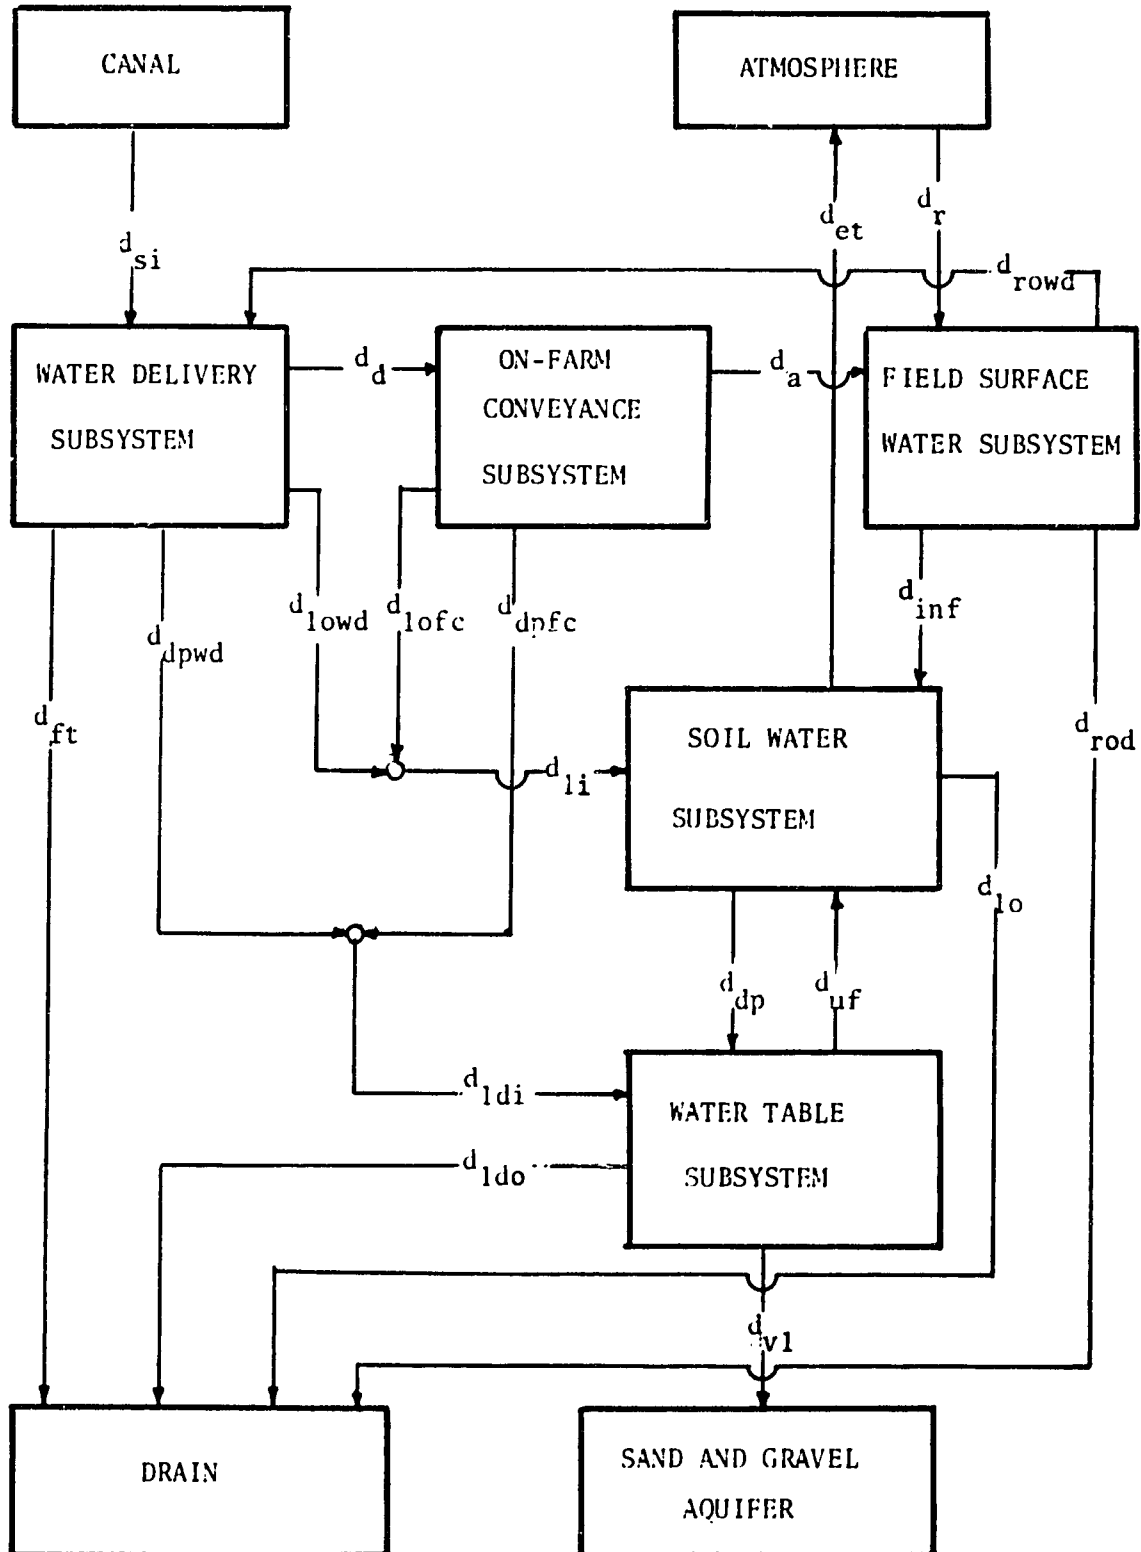 CANAL
ATMOSPHERE
d_si
d_et
d_r
d_rowd
WATER DELIVERY
SUBSYSTEM
d_d
ON-FARM
CONVEYANCE
SUBSYSTEM
d_a
FIELD SURFACE
WATER SUBSYSTEM
d_ft
d_dpwd
d_lowd
d_lofc
d_dpfc
d_inf
d_rod
d_li
SOIL WATER
SUBSYSTEM
d_lo
d_dp
d_uf
d_ldi
WATER TABLE
SUBSYSTEM
d_ldo
d_vl
DRAIN
SAND AND GRAVEL
AQUIFER